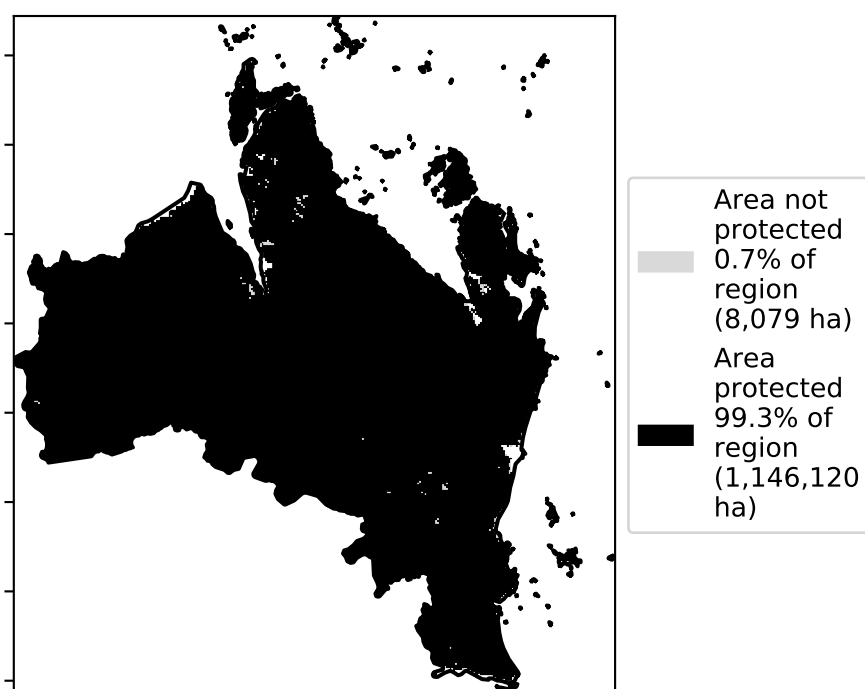 Area not
protected
0.7% of
region
(8,079 ha)
Area
protected
99.3% of
region
(1,146,120
ha)